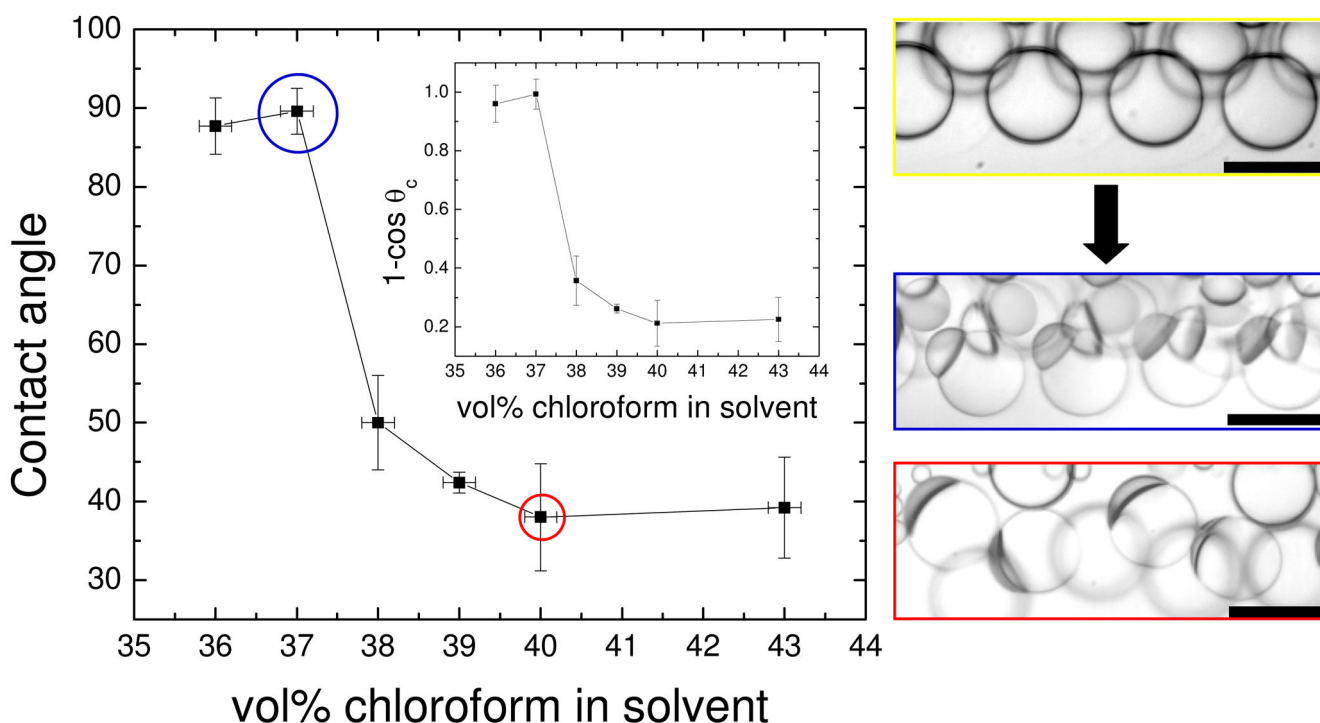 100
90
80
70
60
50
40
30
Contact angle
35 36 37 38 39 40 41 42 43 44
vol% chloroform in solvent
1.0
0.8
0.6
0.4
0.2
1-cos θc
35 36 37 38 39 40 41 42 43 44
vol% chloroform in solvent